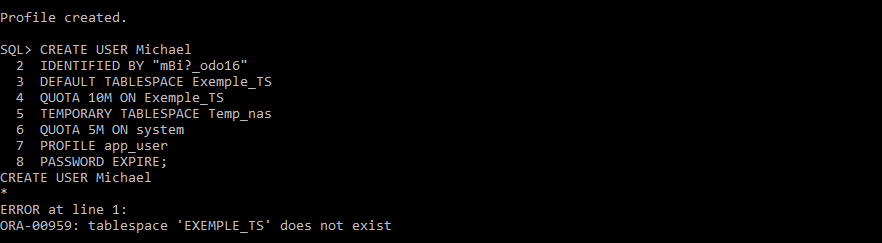 Profile created.
SQL> CREATE USER Michael
2 IDENTIFIED BY "mBi?_odo16"
3 DEFAULT TABLESPACE Exemple_TS
4 QUOTA 10M ON Exemple_TS
5 TEMPORARY TABLESPACE Temp_nas
6 QUOTA 5M ON system
7 PROFILE app_user
8 PASSWORD EXPIRE;
CREATE USER Michael
*
ERROR at line 1:
ORA-00959: tablespace 'EXEMPLE_TS' does not exist